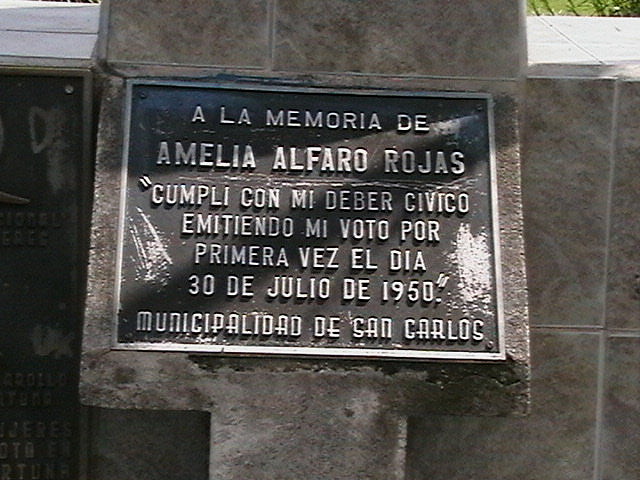 A LA MEMORIA DE
AMELIA ALFARO ROJAS
"CUMPLI CON MI DEBER CIVICO
EMITIENDO MI VOTO POR
PRIMERA VEZ EL DIA
30 DE JULIO DE 1950."
MUNICIPALIDAD DE SAN CARLOS